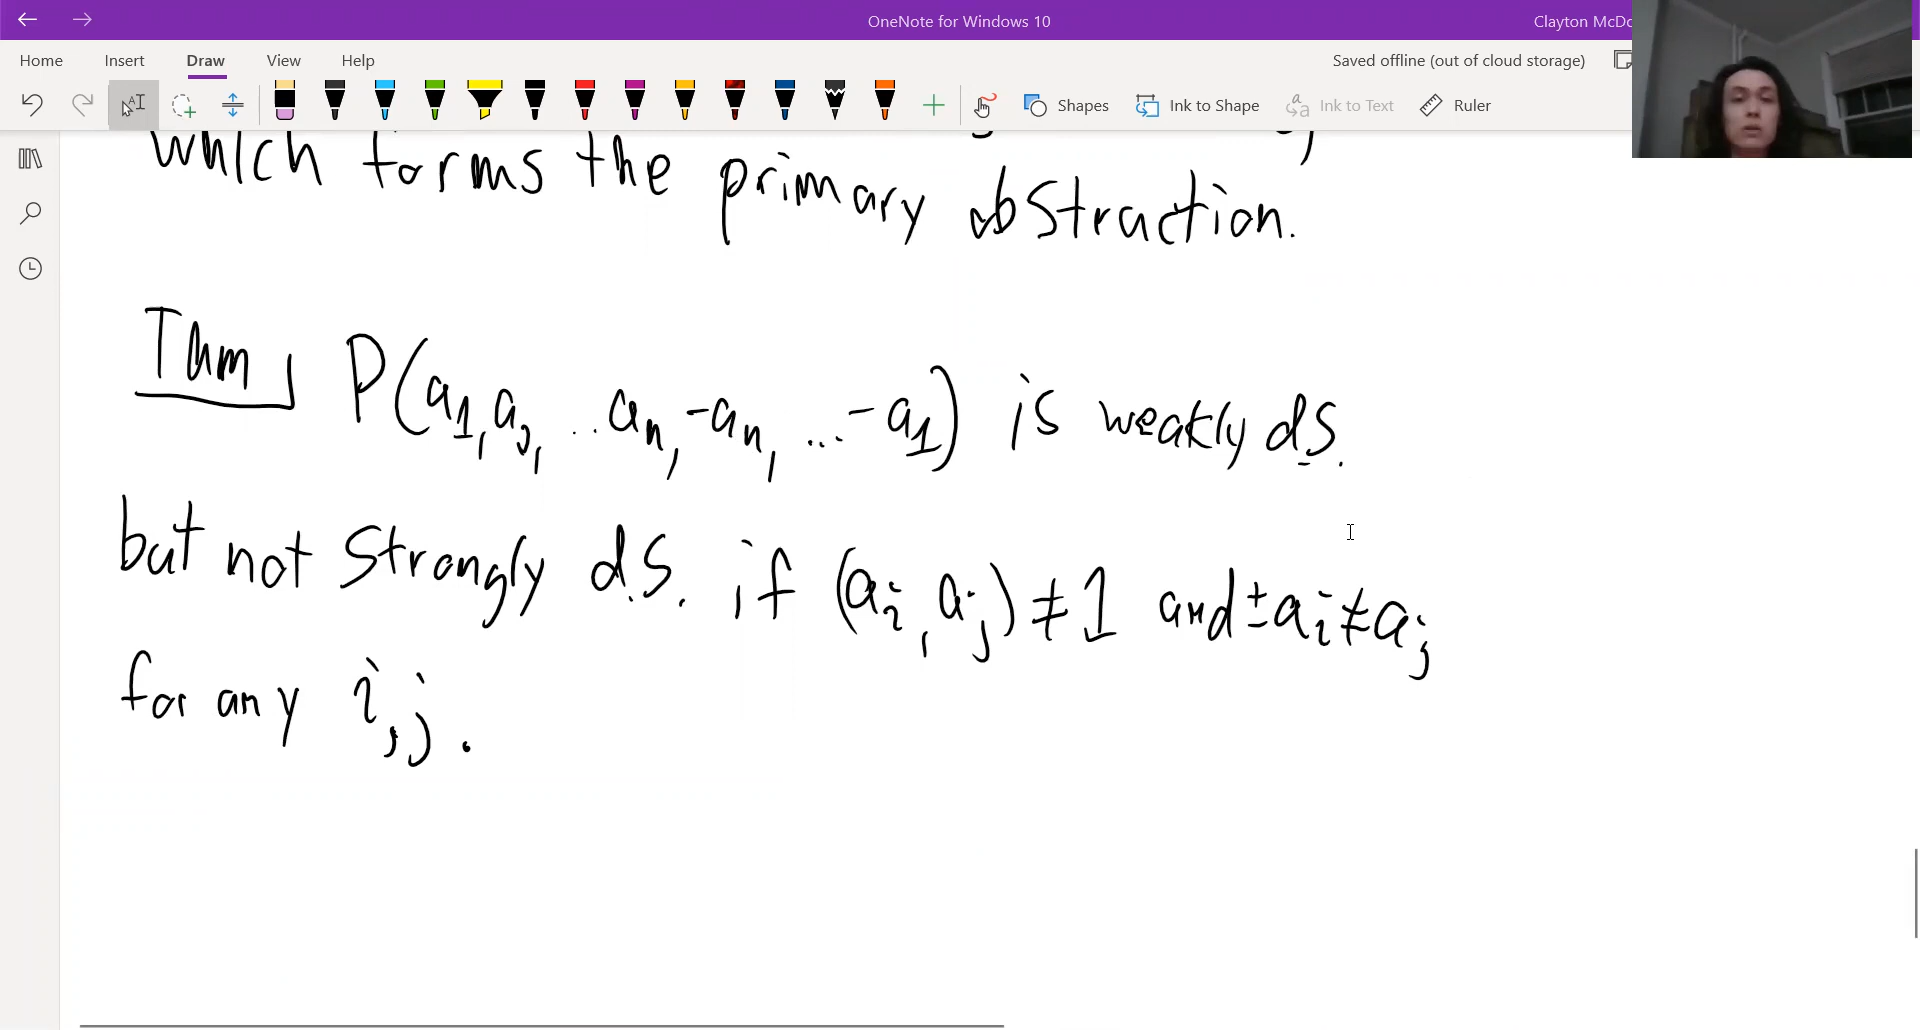 OneNote for Windows 10
Clayton McDo
Home Insert Draw View Help
Saved offline (out of cloud storage)
Shapes Ink to Shape Ink to Text Ruler
which forms the primary abstraction.
Thm P(a₁, a₂, ...aₙ, -aₙ, ... -a₁) is weakly d.s.
but not strongly d.s. if (aᵢ, aⱼ) ≠ 1 and ±aᵢ ≠ aⱼ
for any i, j.